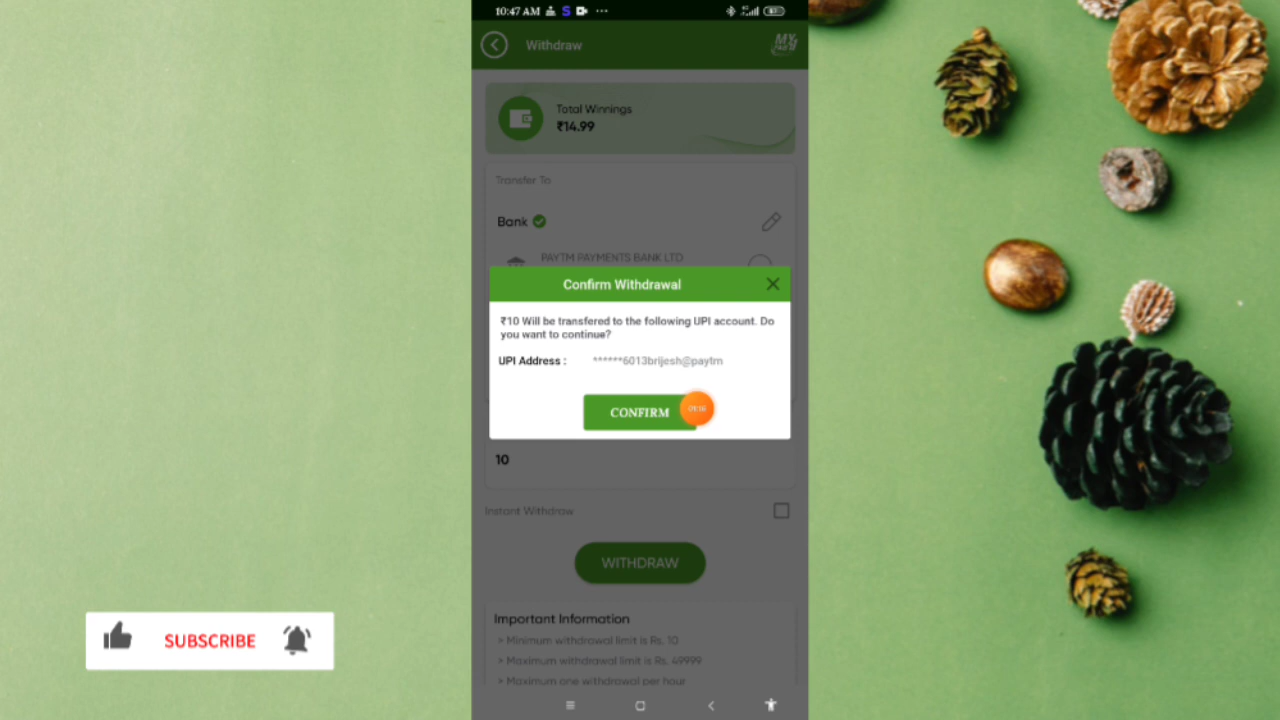 10:47 AM S ...
Withdraw
MY
Total Winnings
₹14.99
Transfer To
Bank
PAYTM PAYMENTS BANK LTD
Confirm Withdrawal
₹10 Will be transfered to the following UPI account. Do
you want to continue?
UPI Address : ******6013brijesh@paytm
CONFIRM
10
Instant Withdraw
WITHDRAW
Important Information
> Minimum withdrawal limit is Rs. 10
> Maximum withdrawal limit is Rs. 49999
> Maximum one withdrawal per hour
SUBSCRIBE